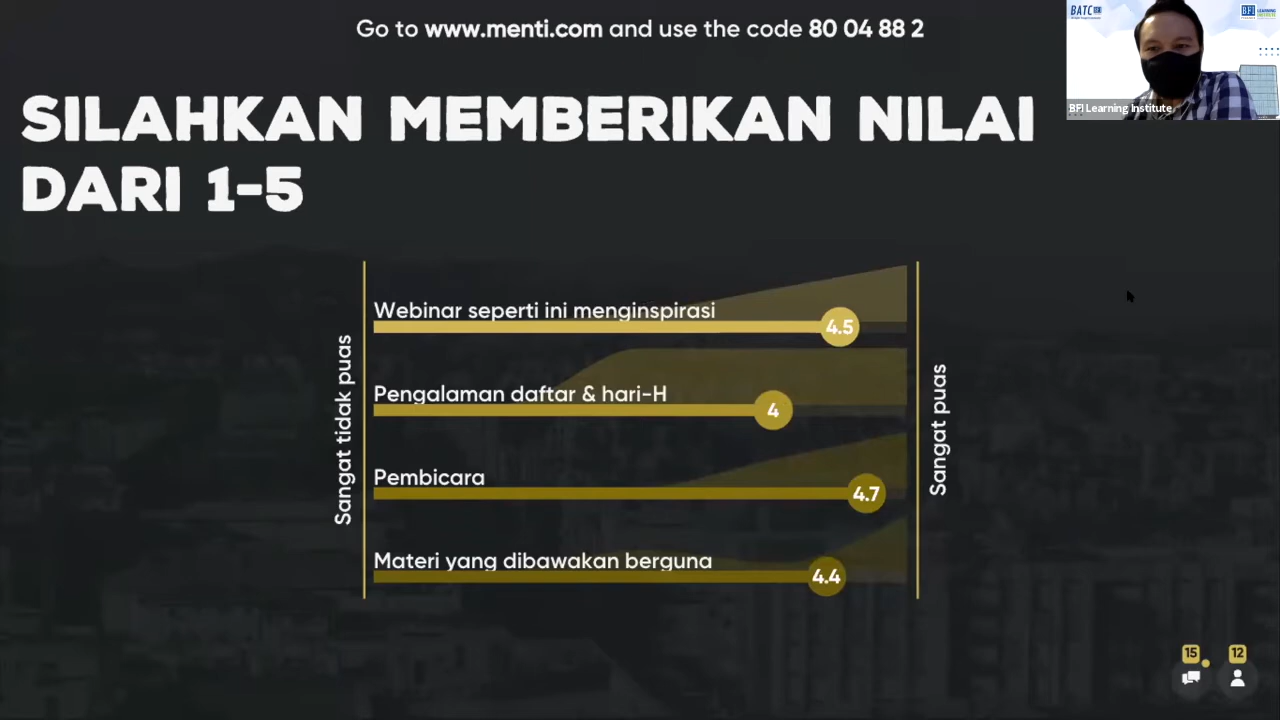 Go to www.menti.com and use the code 80 04 88 2
BATC
BFI
BFI Learning Institute
SILAHKAN MEMBERIKAN NILAI
DARI 1-5
Sangat tidak puas
Webinar seperti ini menginspirasi
4.5
Pengalaman daftar & hari-H
4
Pembicara
4.7
Materi yang dibawakan berguna
4.4
Sangat puas
15
12